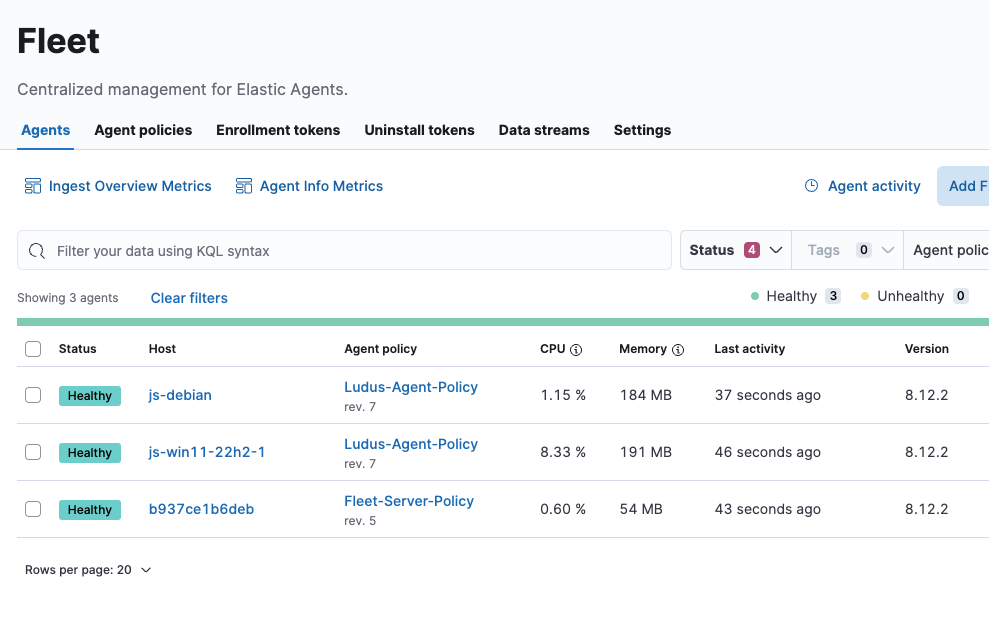 Fleet
Centralized management for Elastic Agents.
Agents Agent policies Enrollment tokens Uninstall tokens Data streams Settings
Ingest Overview Metrics Agent Info Metrics Agent activity Add F
Filter your data using KQL syntax Status 4 Tags 0 Agent polic
Showing 3 agents Clear filters Healthy 3 Unhealthy 0
Status Host Agent policy CPU Memory Last activity Version
Healthy js-debian Ludus-Agent-Policy rev. 7 1.15 % 184 MB 37 seconds ago 8.12.2
Healthy js-win11-22h2-1 Ludus-Agent-Policy rev. 7 8.33 % 191 MB 46 seconds ago 8.12.2
Healthy b937ce1b6deb Fleet-Server-Policy rev. 5 0.60 % 54 MB 43 seconds ago 8.12.2
Rows per page: 20